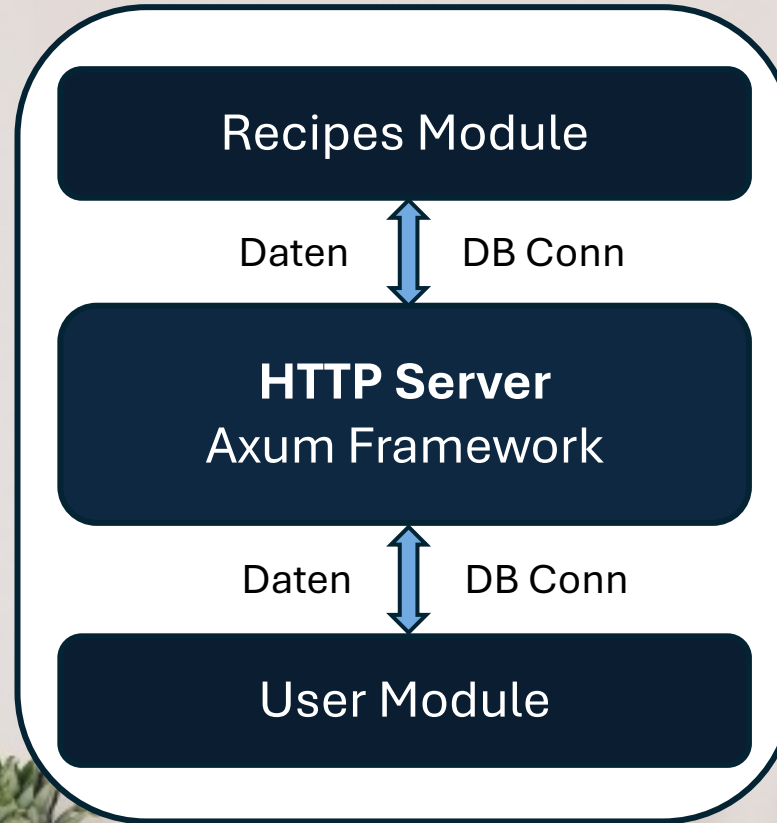 Recipes Module
Daten DB Conn
HTTP Server
Axum Framework
Daten DB Conn
User Module